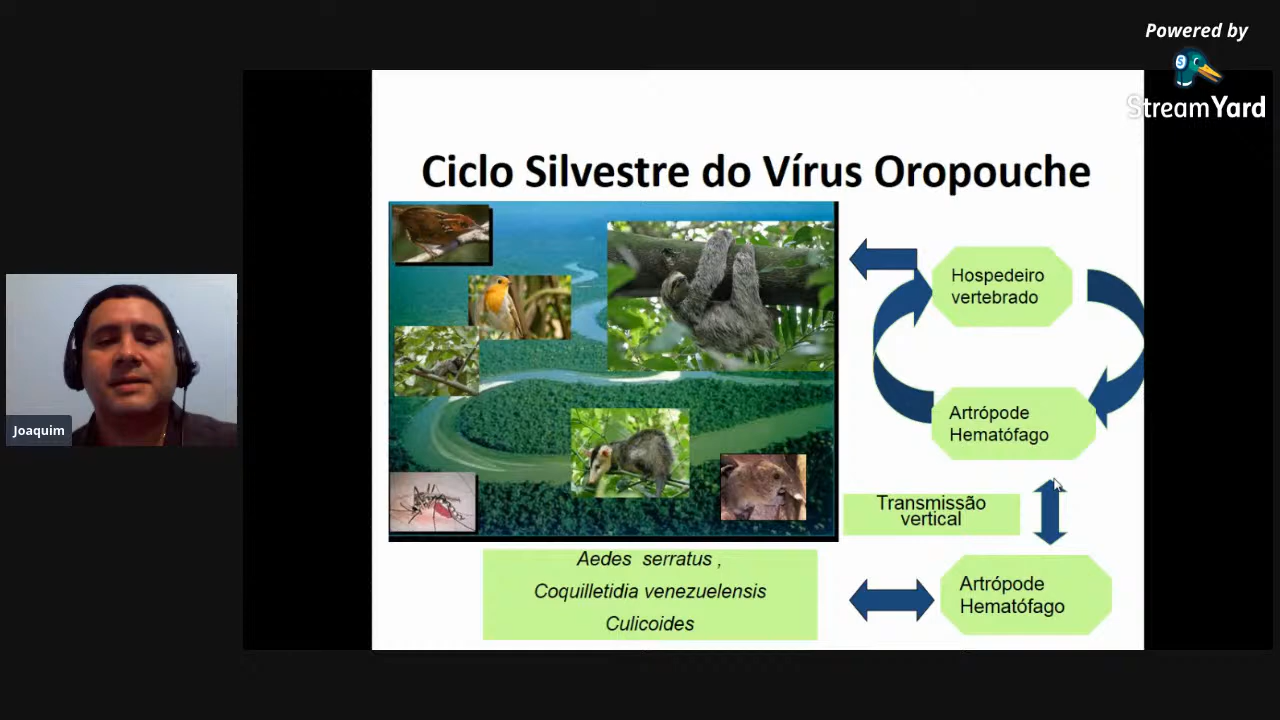 Powered by
StreamYard
Ciclo Silvestre do Vírus Oropouche
Hospedeiro
vertebrado
Artrópode
Hematófago
Joaquim
Transmissão
vertical
Aedes serratus ,
Coquilletidia venezuelensis
Culicoides
Artrópode
Hematófago